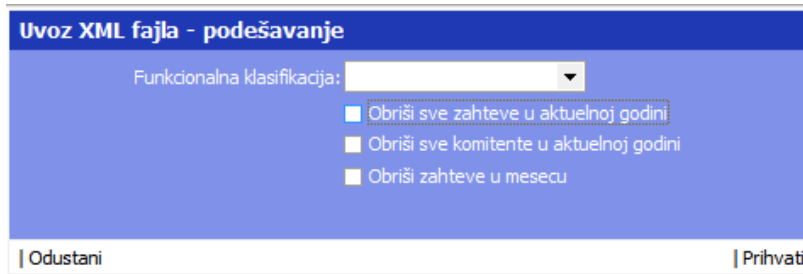 Uvoz XML fajla - podešavanje
Funkcionalna klasifikacija:
Obriši sve zahteve u aktuelnoj godini
Obriši sve komitente u aktuelnoj godini
Obriši zahteve u mesecu
| Odustani | Prihvati